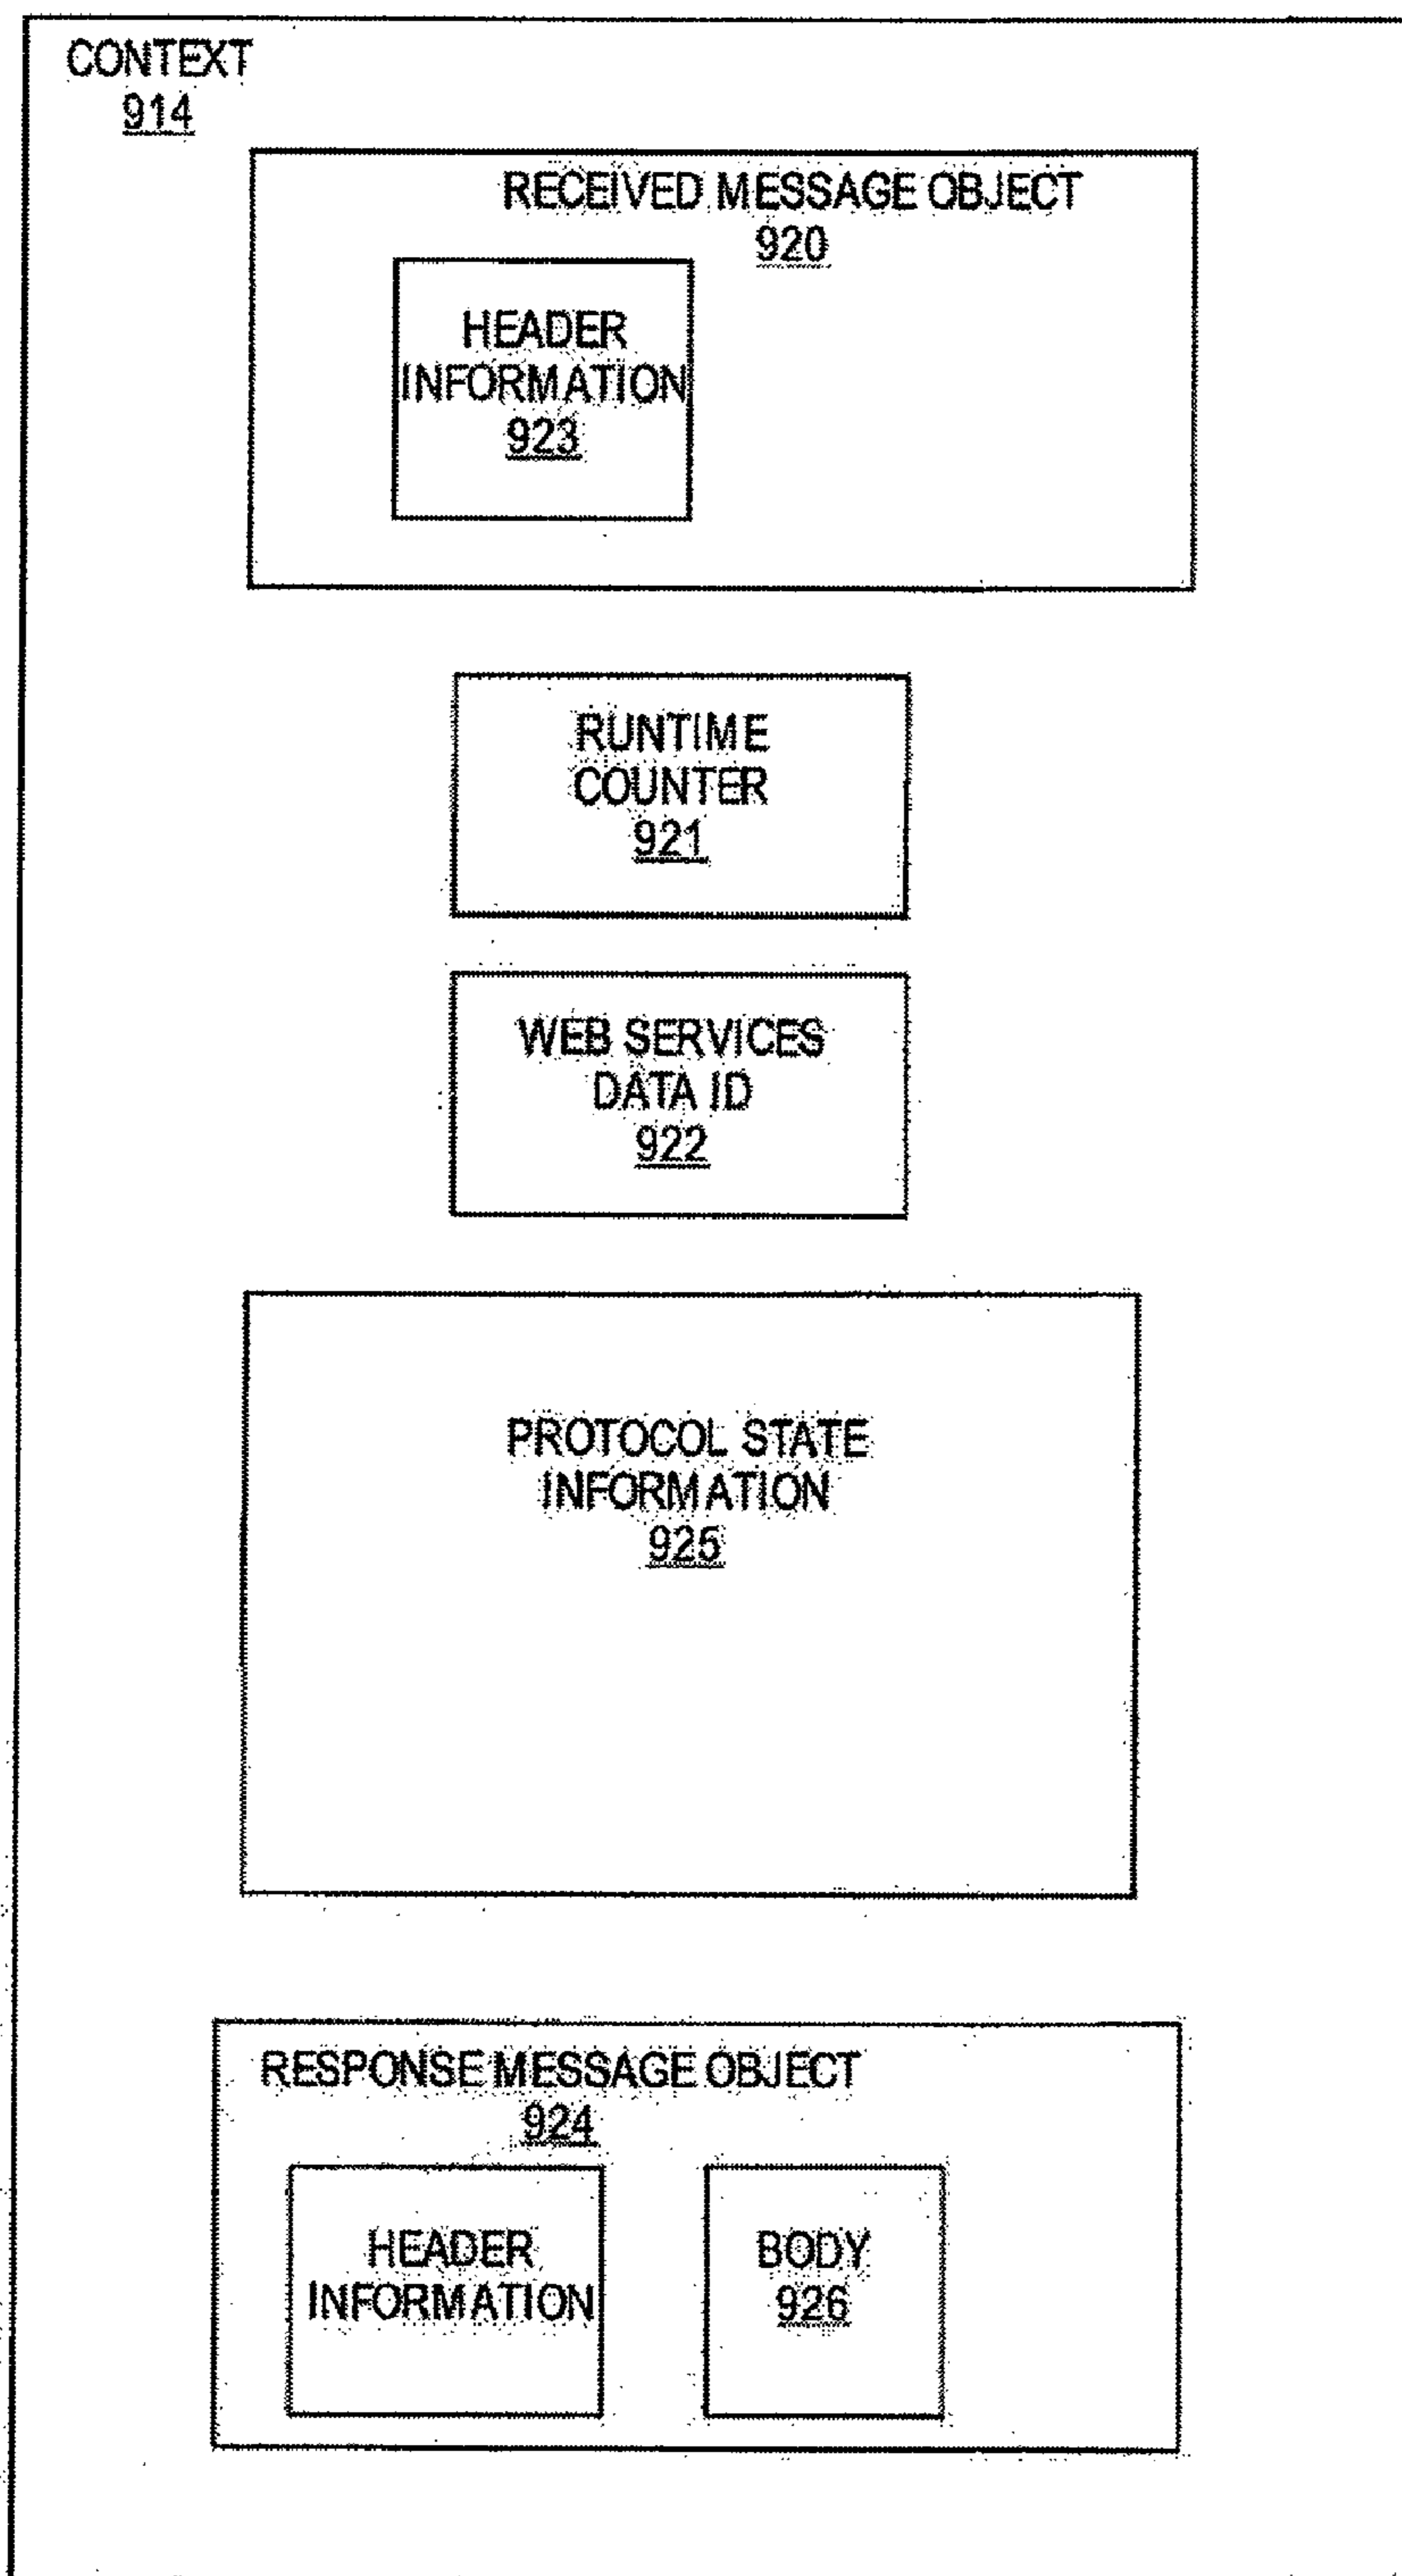 CONTEXT
914
RECEIVED MESSAGE OBJECT
920
HEADER
INFORMATION
923
RUNTIME
COUNTER
921
WEB SERVICES
DATA ID
922
PROTOCOL STATE
INFORMATION
925
RESPONSE MESSAGE OBJECT
924
HEADER
INFORMATION
BODY
926